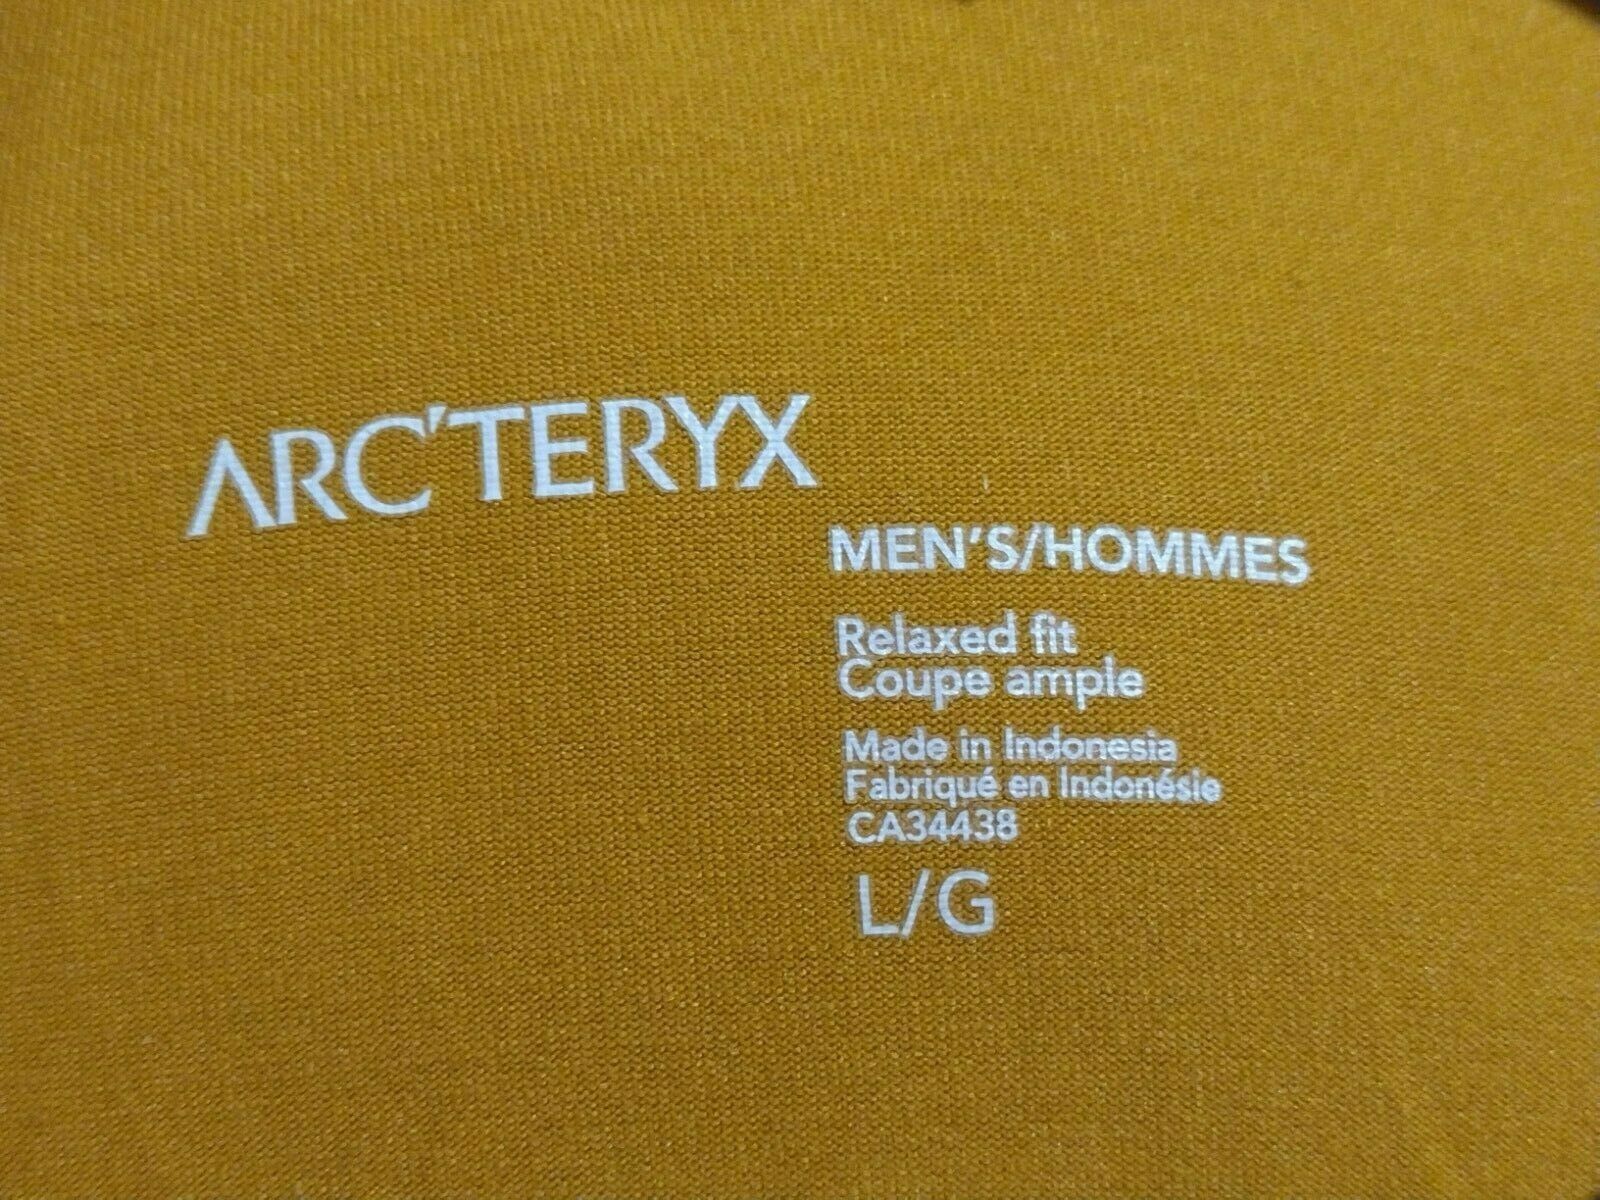 ARC'TERYX
MEN'S/HOMMES
Relaxed fit
Coupe ample
Made in Indonesia
Fabriqué en Indonésie
CA34438
L/G